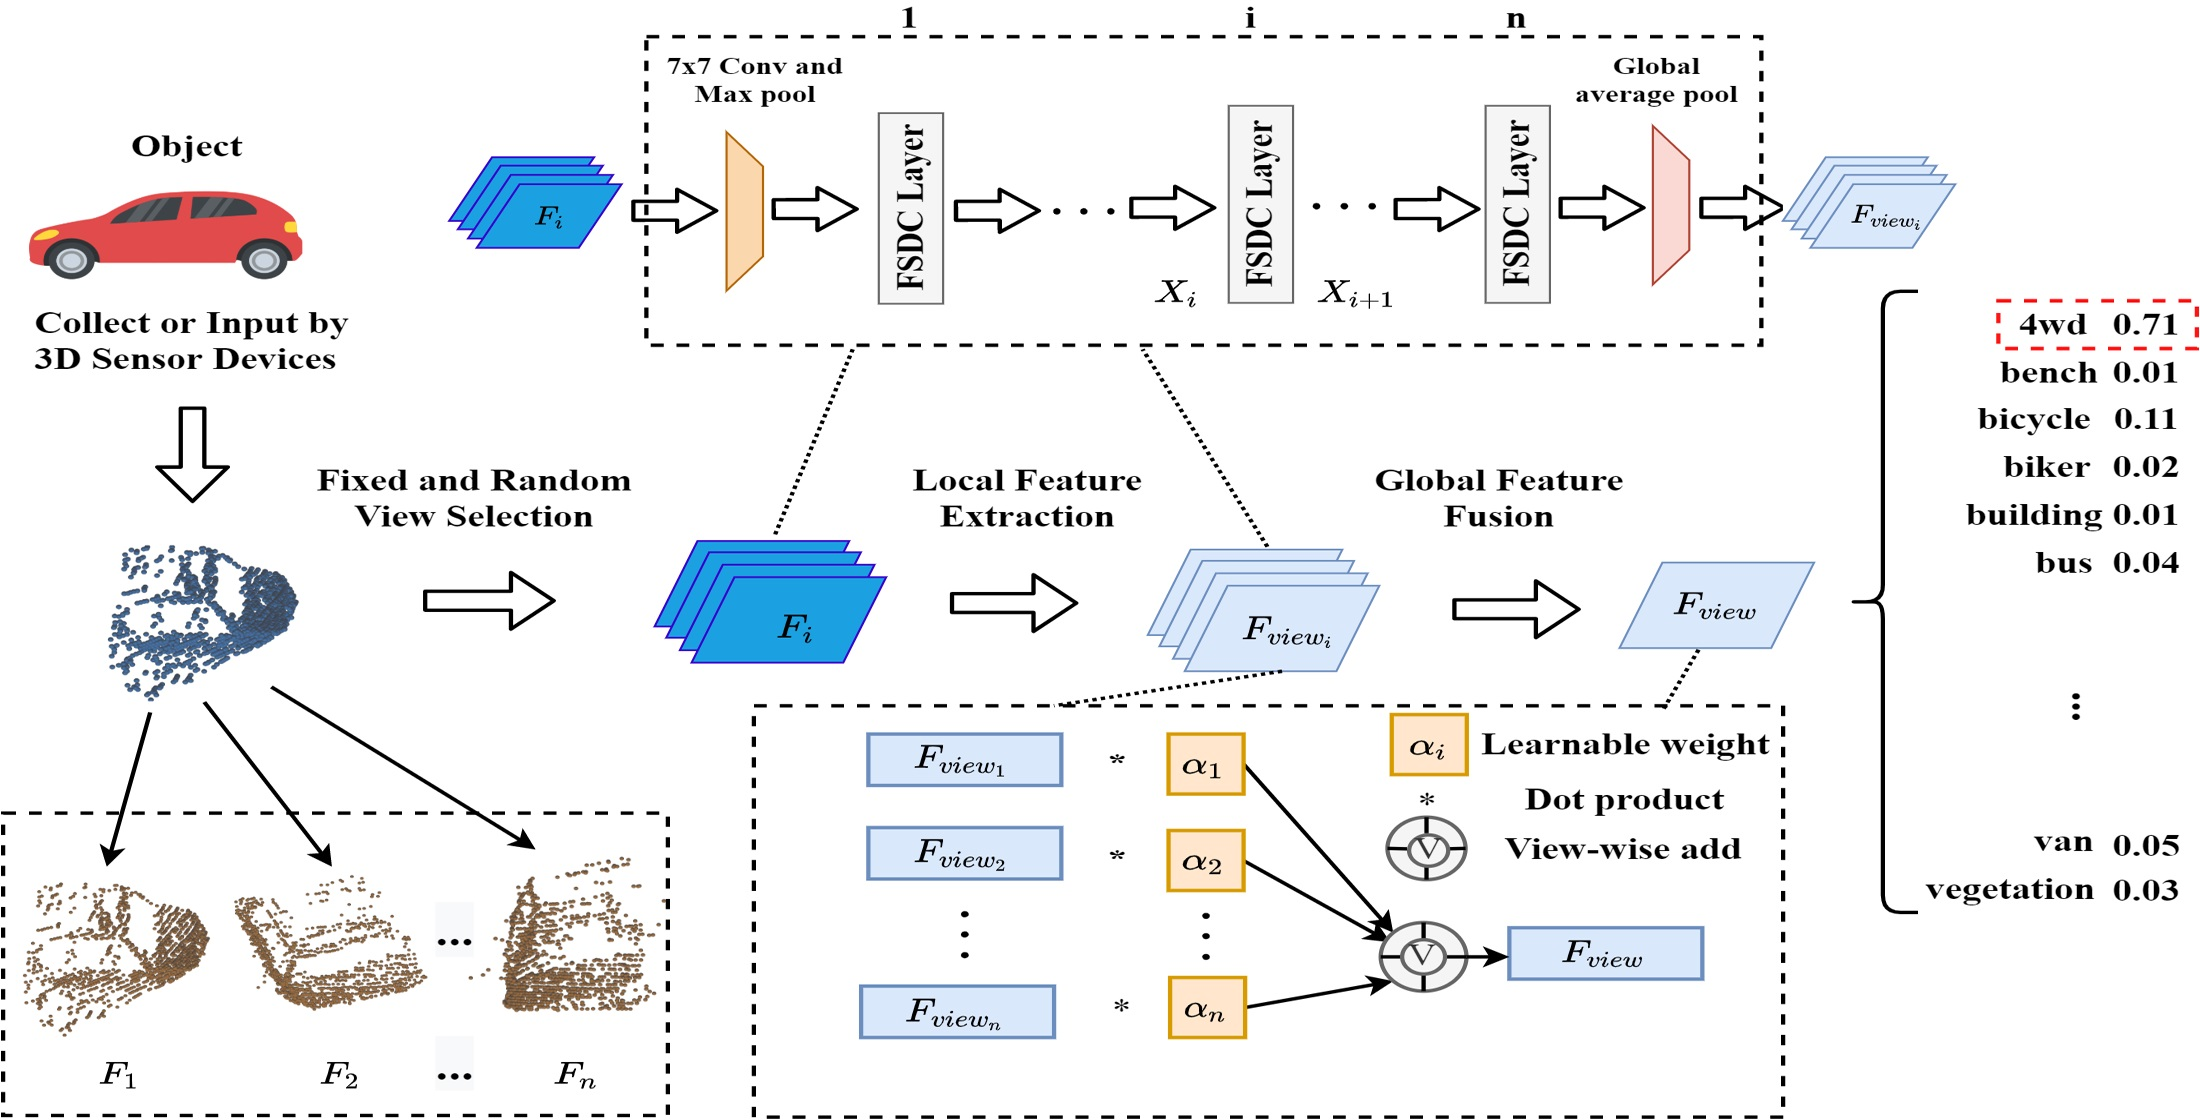 1
i
n
7x7 Conv and
Max pool
Global
average pool
Object
F_i
FSDC Layer
. . .
X_i
FSDC Layer
X_{i+1}
. . .
FSDC Layer
F_{view_i}
Collect or Input by
3D Sensor Devices
Fixed and Random
View Selection
Local Feature
Extraction
Global Feature
Fusion
F_i
F_{view_i}
F_{view}
4wd 0.71
bench 0.01
bicycle 0.11
biker 0.02
building 0.01
bus 0.04
⋮
van 0.05
vegetation 0.03
F_{view_1} * α_1
F_{view_2} * α_2
⋮ ⋮
F_{view_n} * α_n
α_i Learnable weight
* Dot product
V View-wise add
V
F_{view}
...
F_1 F_2 ... F_n